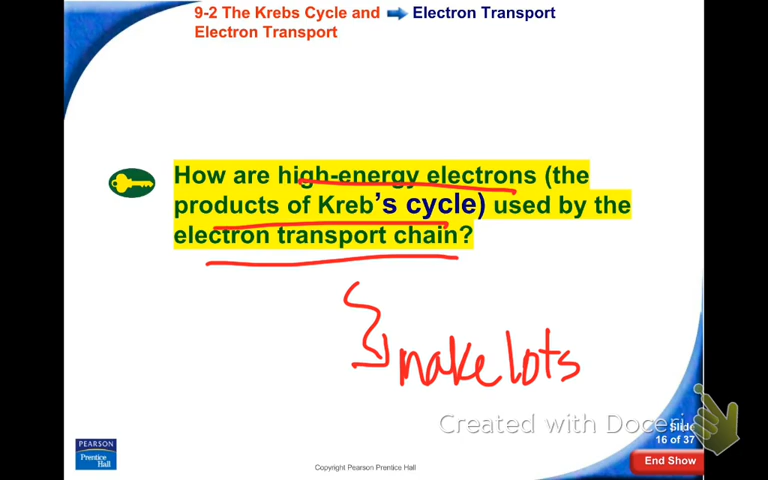 9-2 The Krebs Cycle and
Electron Transport
Electron Transport
How are high-energy electrons (the
products of Kreb's cycle) used by the
electron transport chain?
make lots
Created with Doceri
Slide
16 of 37
End Show
PEARSON
Prentice
Hall
Copyright Pearson Prentice Hall